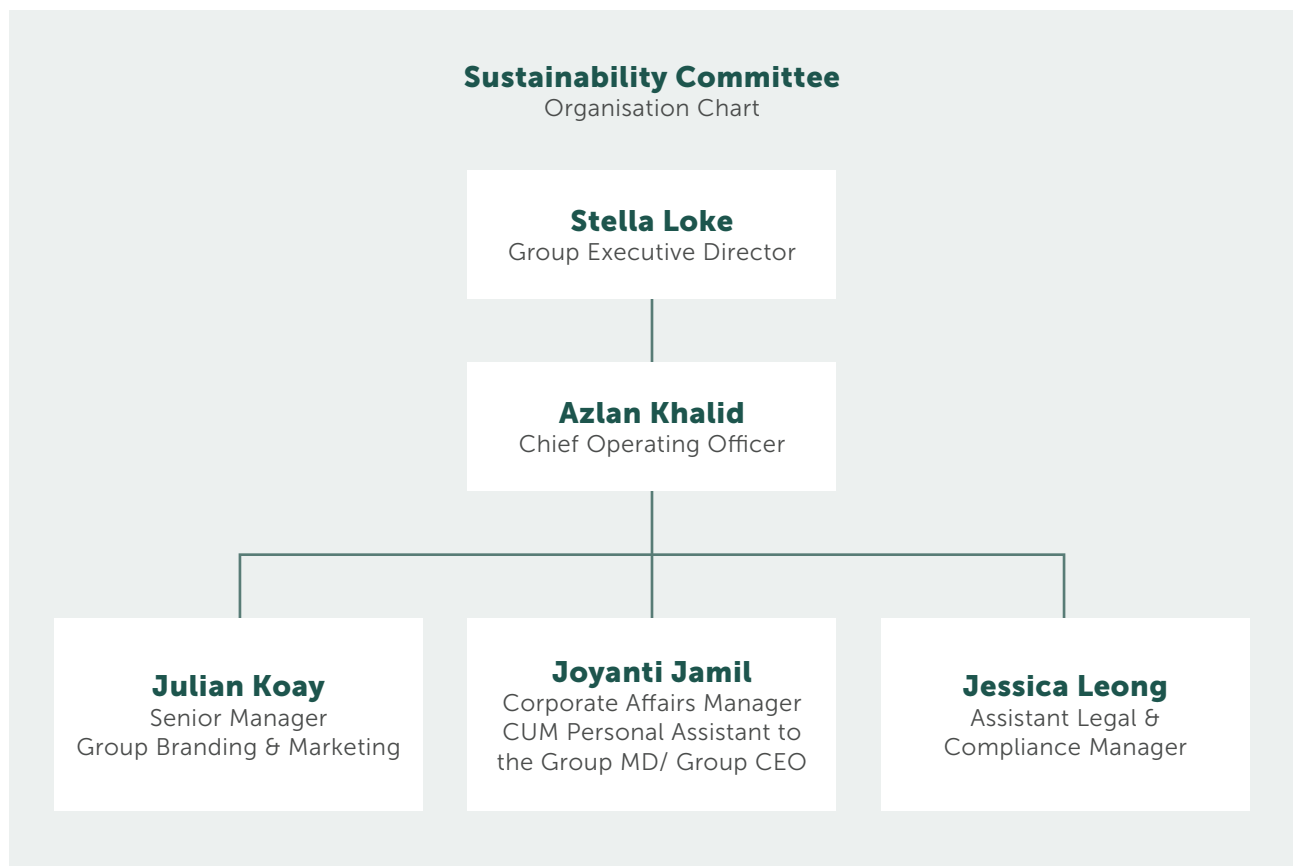 Sustainability Committee
Organisation Chart
Stella Loke
Group Executive Director
Azlan Khalid
Chief Operating Officer
Julian Koay
Senior Manager
Group Branding & Marketing
Joyanti Jamil
Corporate Affairs Manager
CUM Personal Assistant to
the Group MD/ Group CEO
Jessica Leong
Assistant Legal &
Compliance Manager